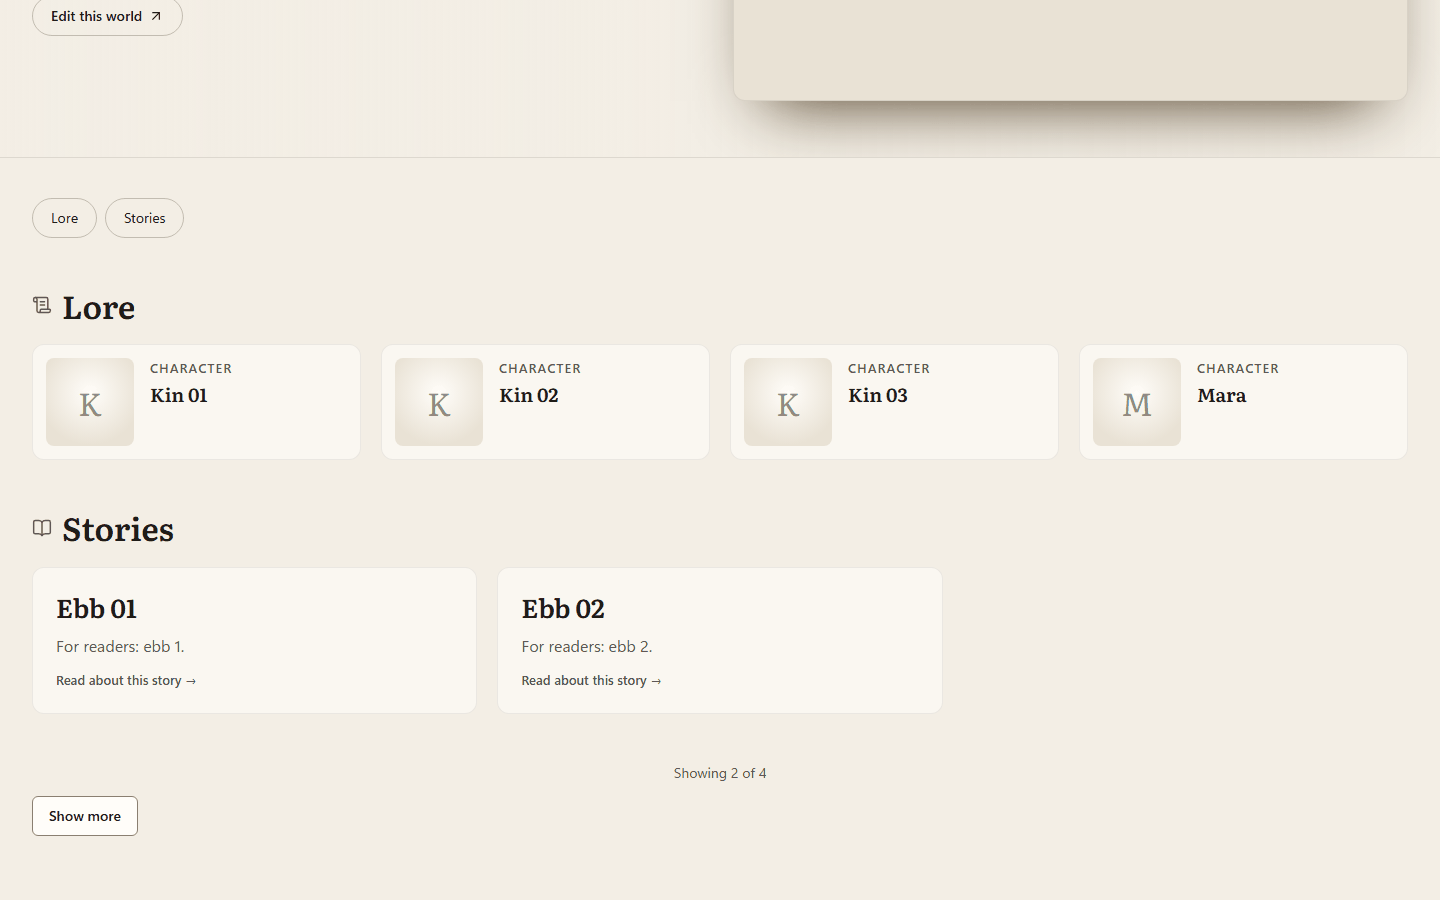 Edit this world
Lore
Stories
Lore
K
CHARACTER
Kin 01
K
CHARACTER
Kin 02
K
CHARACTER
Kin 03
M
CHARACTER
Mara
Stories
Ebb 01
For readers: ebb 1.
Read about this story →
Ebb 02
For readers: ebb 2.
Read about this story →
Showing 2 of 4
Show more